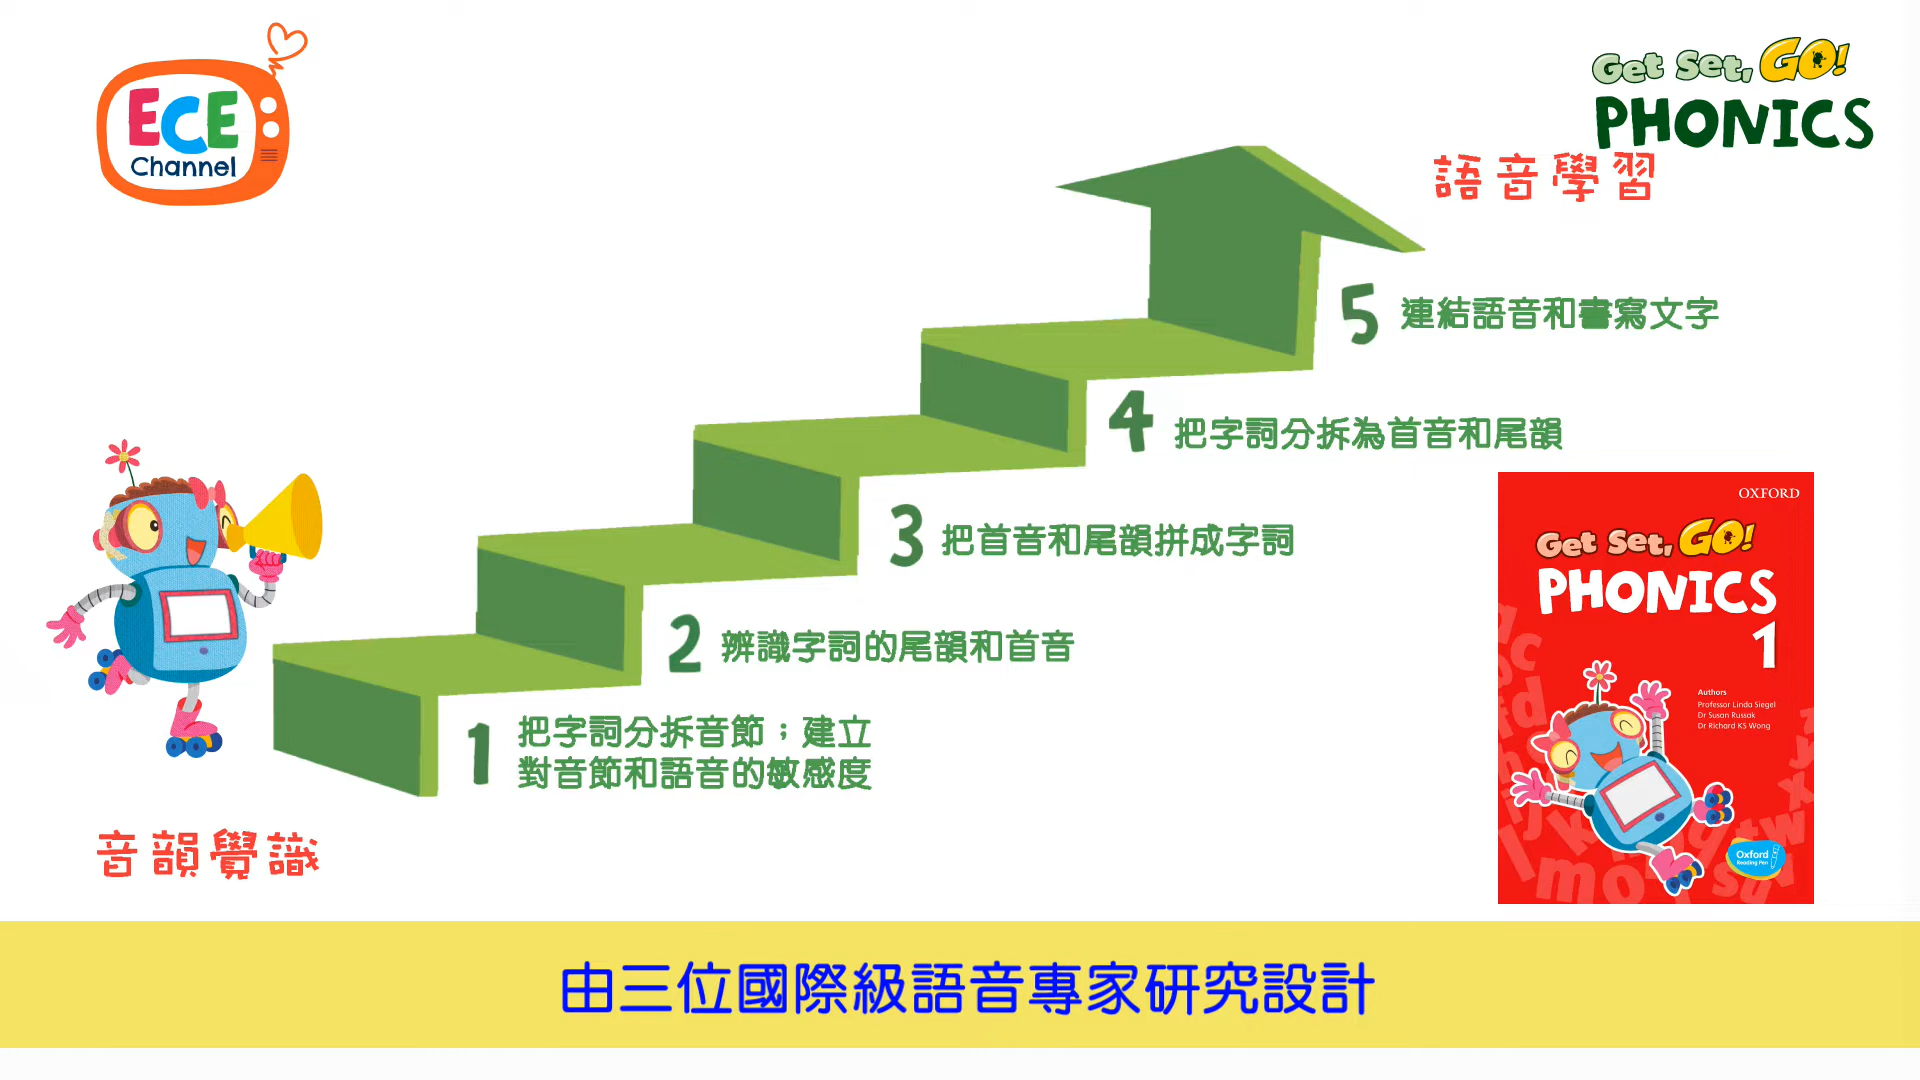 ECE
Channel
Get Set, GO!
PHONICS
語音學習
5 連結語音和書寫文字
4 把字詞分拆為首音和尾韻
3 把首音和尾韻拼成字詞
2 辨識字詞的尾韻和首音
1 把字詞分拆音節；建立
對音節和語音的敏感度
音韻覺識
OXFORD
Get Set, GO!
PHONICS
1
Authors
Professor Linda Siegel
Dr Susan Russak
Dr Richard KS Wong
Oxford
Reading Pen
由三位國際級語音專家研究設計